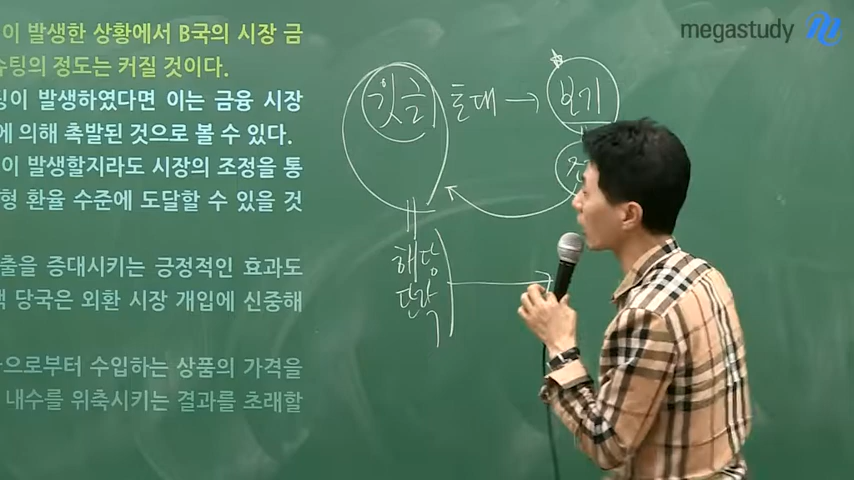 megastudy
이 발생한 상황에서 B국의 시장 금
슈팅의 정도는 커질 것이다.
팅이 발생하였다면 이는 금융 시장
에 의해 촉발된 것으로 볼 수 있다.
이 발생할지라도 시장의 조정을 통
형 환율 수준에 도달할 수 있을 것
출을 증대시키는 긍정적인 효과도
책 당국은 외환 시장 개입에 신중해
으로부터 수입하는 상품의 가격을
내수를 위축시키는 결과를 초래할
윗글 토대 → 보기
해당
단락